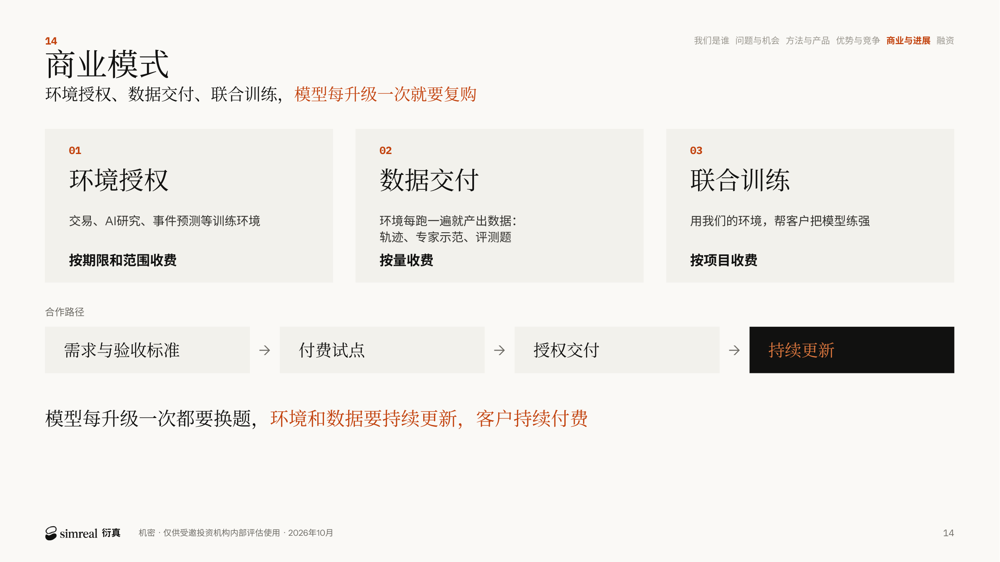 14
我们是谁 问题与机会 方法与产品 优势与竞争 商业与进展 融资
商业模式
环境授权、数据交付、联合训练，模型每升级一次就要复购
01
环境授权
交易、AI研究、事件预测等训练环境
按期限和范围收费
02
数据交付
环境每跑一遍就产出数据：
轨迹、专家示范、评测题
按量收费
03
联合训练
用我们的环境，帮客户把模型练强
按项目收费
合作路径
需求与验收标准 → 付费试点 → 授权交付 → 持续更新
模型每升级一次都要换题，环境和数据要持续更新，客户持续付费
simreal 衍真 机密 · 仅供受邀投资机构内部评估使用 · 2026年10月
14